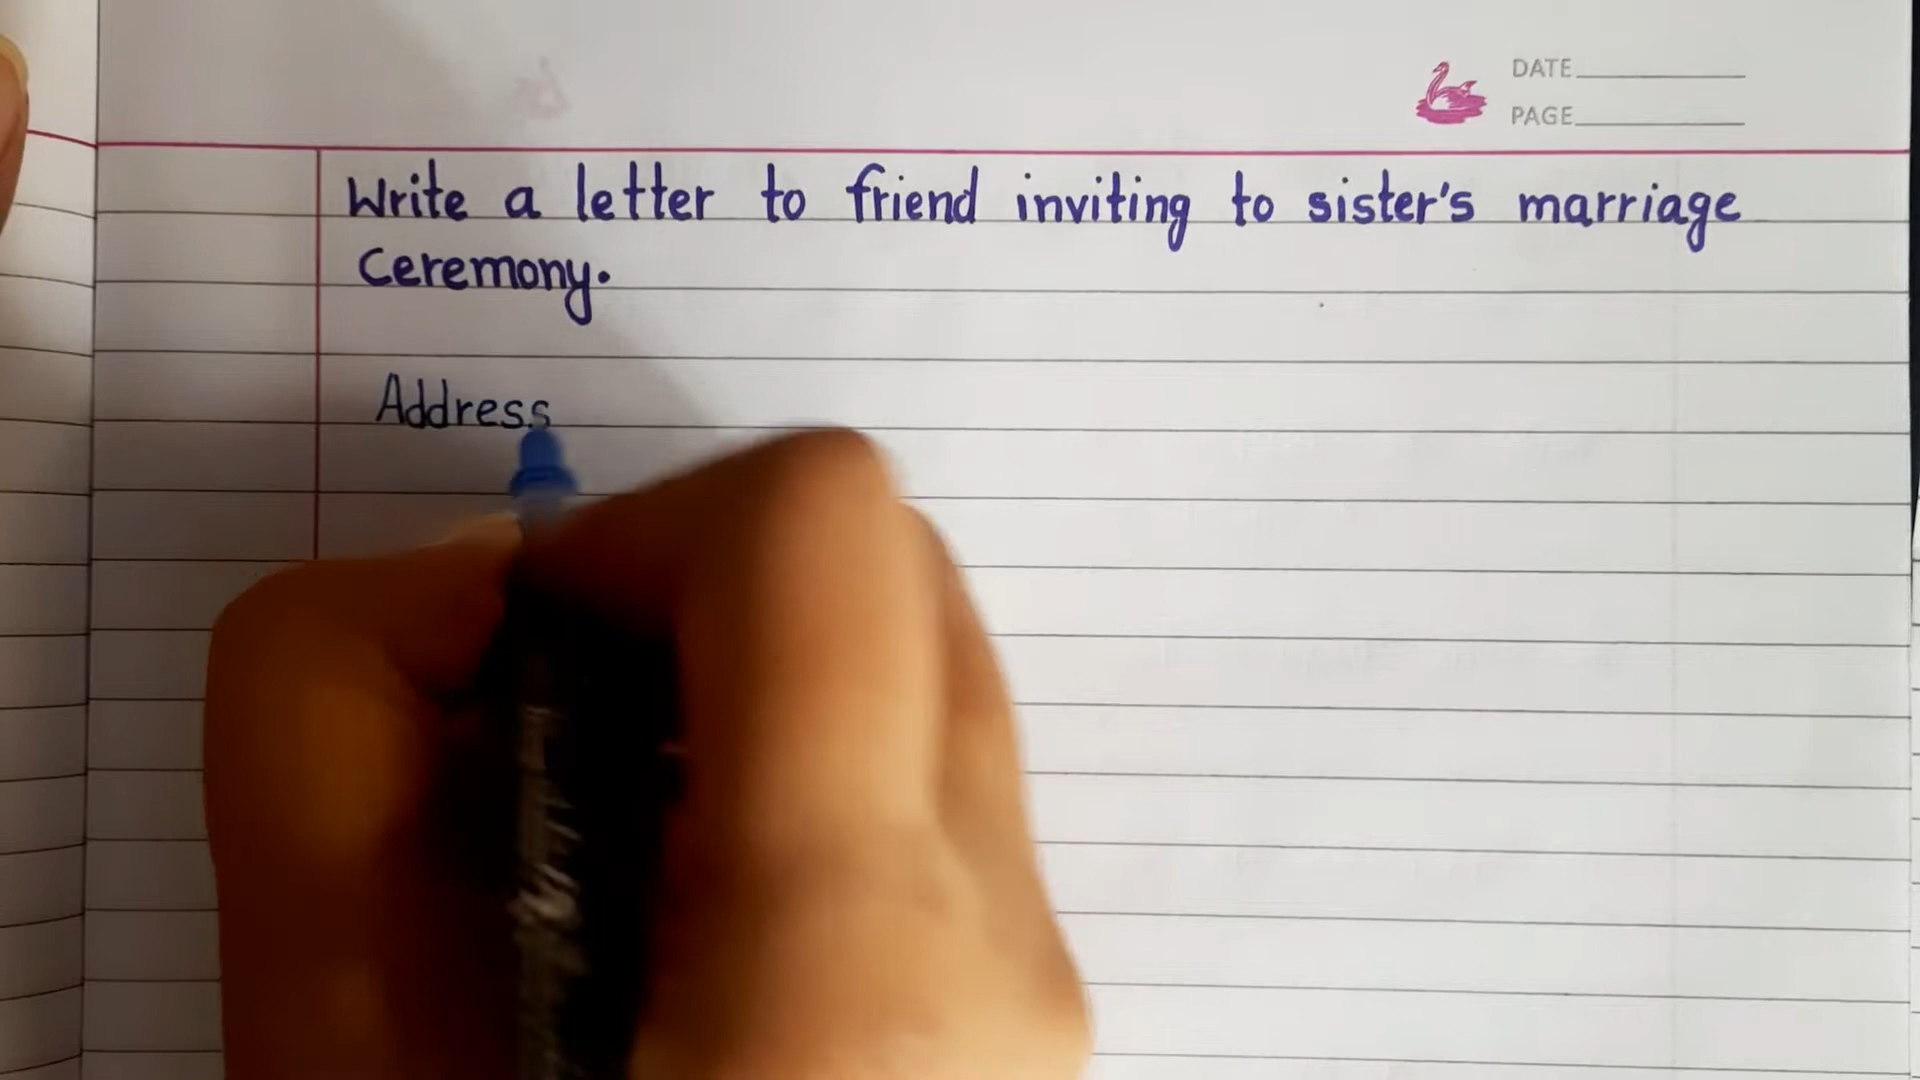 DATE
PAGE
Write a letter to friend inviting to sister's marriage
ceremony.
Address